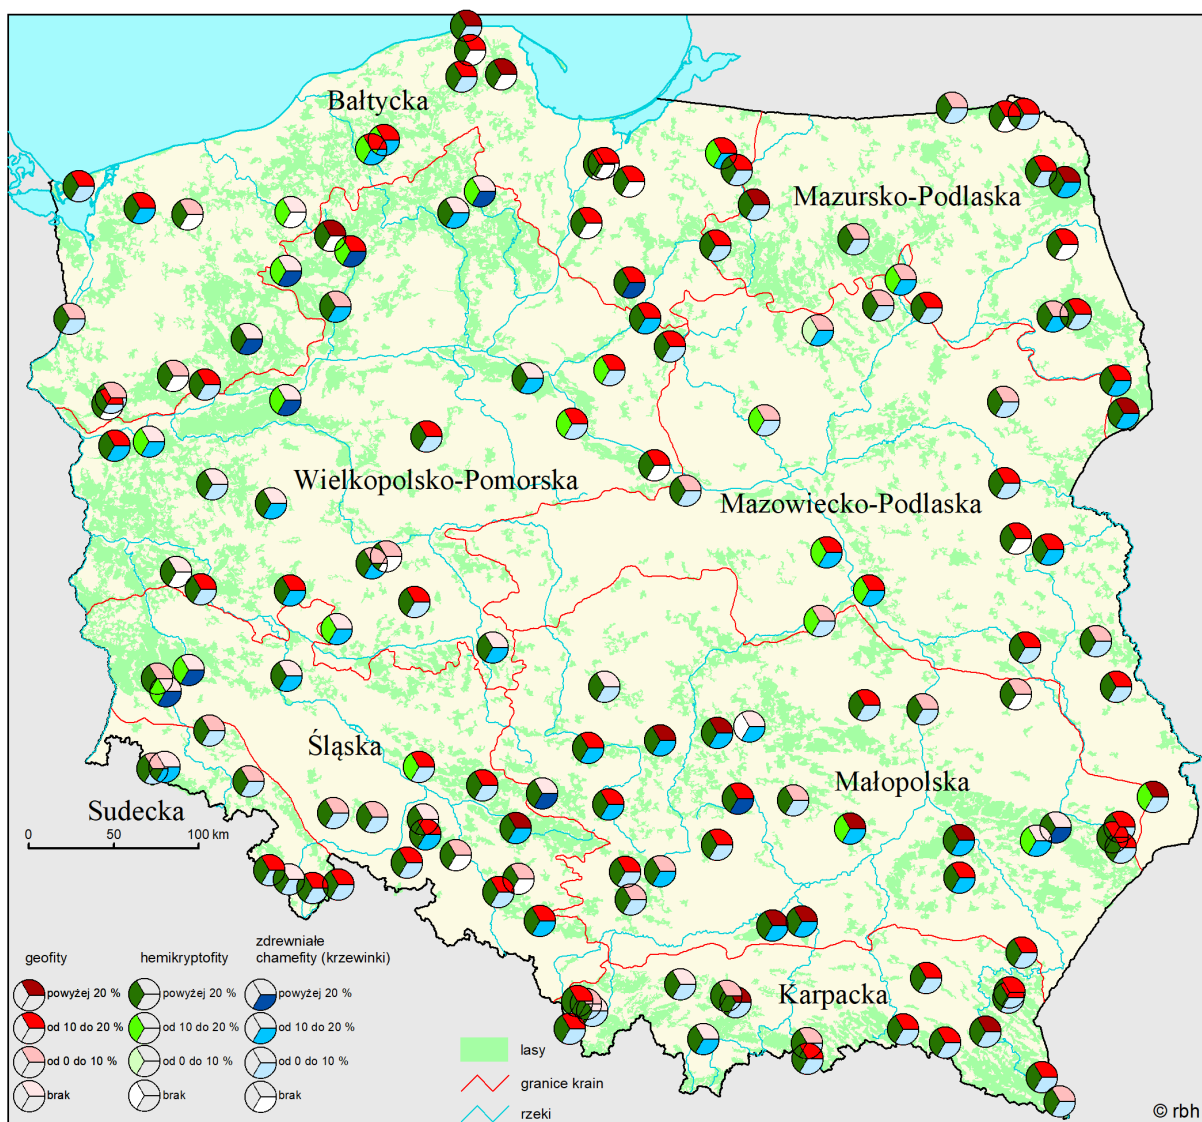 Bałtycka
Mazursko-Podlaska
Wielkopolsko-Pomorska
Mazowiecko-Podlaska
Śląska
Małopolska
Sudecka
0 50 100 km
Karpacka
geofity
hemikryptofity
zdrewniałe
chamefity (krzewinki)
powyżej 20 %
powyżej 20 %
powyżej 20 %
od 10 do 20 %
od 10 do 20 %
od 10 do 20 %
od 0 do 10 %
od 0 do 10 %
od 0 do 10 %
brak
brak
brak
lasy
granice krain
rzeki
© rbh